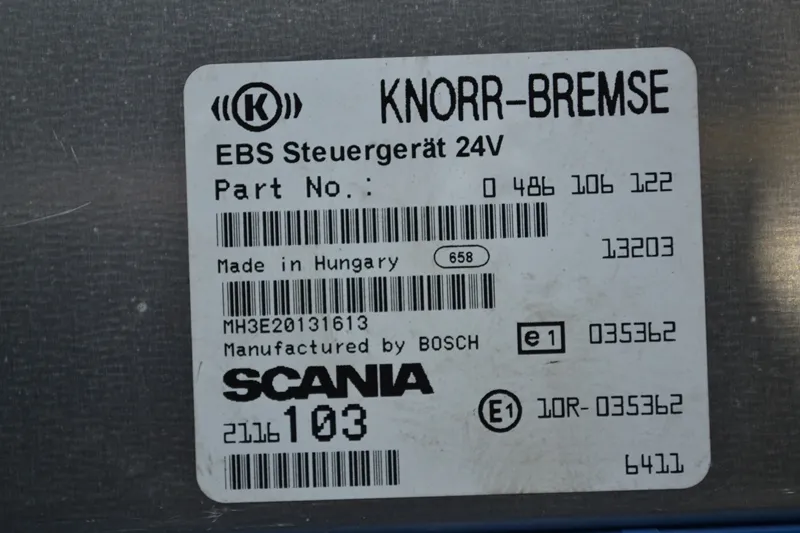 K KNORR-BREMSE
EBS Steuergerät 24V
Part No.: 0 486 106 122
13203
Made in Hungary 658
MH3E20131613
Manufactured by BOSCH e1 035362
SCANIA
2116103 E1 10R-035362
6411